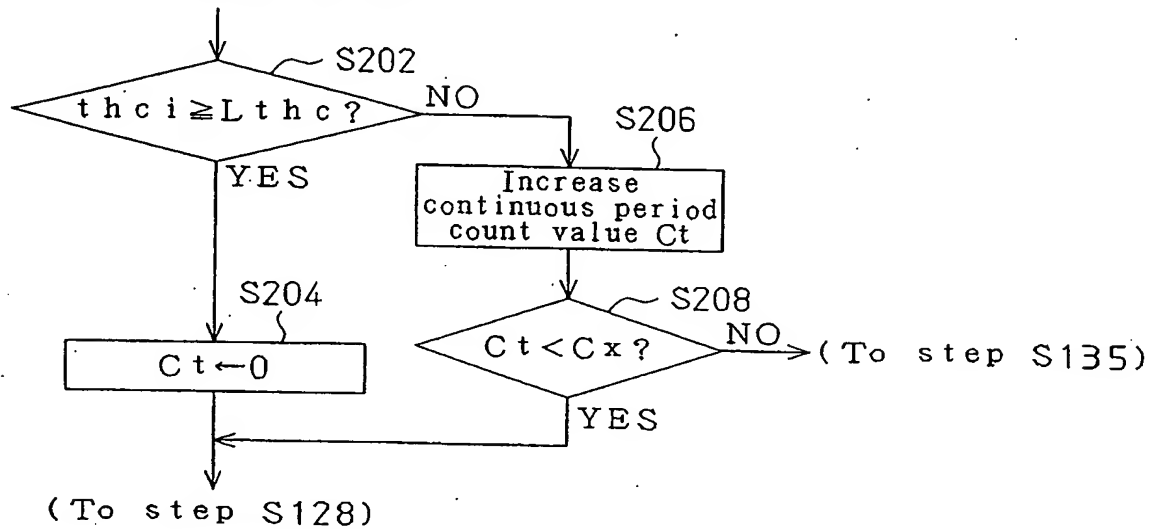 S202
thci≧Lthc?
NO
YES
S206
Increase
continuous period
count value Ct
S204
Ct←0
S208
Ct<Cx?
NO
(To step S135)
YES
(To step S128)